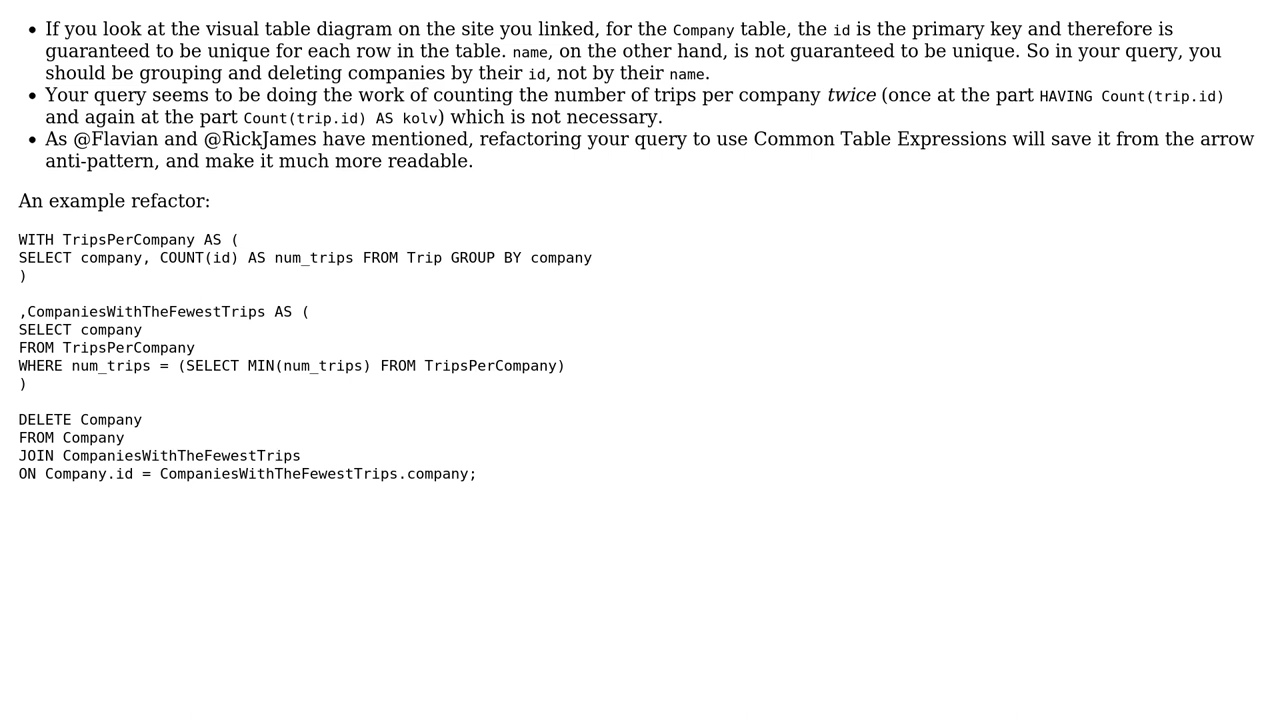 If you look at the visual table diagram on the site you linked, for the Company table, the id is the primary key and therefore is
guaranteed to be unique for each row in the table. name, on the other hand, is not guaranteed to be unique. So in your query, you
should be grouping and deleting companies by their id, not by their name.
Your query seems to be doing the work of counting the number of trips per company twice (once at the part HAVING Count(trip.id)
and again at the part Count(trip.id) AS kolv) which is not necessary.
As @Flavian and @RickJames have mentioned, refactoring your query to use Common Table Expressions will save it from the arrow
anti-pattern, and make it much more readable.
An example refactor:
WITH TripsPerCompany AS (
SELECT company, COUNT(id) AS num_trips FROM Trip GROUP BY company
)
,CompaniesWithTheFewestTrips AS (
SELECT company
FROM TripsPerCompany
WHERE num_trips = (SELECT MIN(num_trips) FROM TripsPerCompany)
)
DELETE Company
FROM Company
JOIN CompaniesWithTheFewestTrips
ON Company.id = CompaniesWithTheFewestTrips.company;